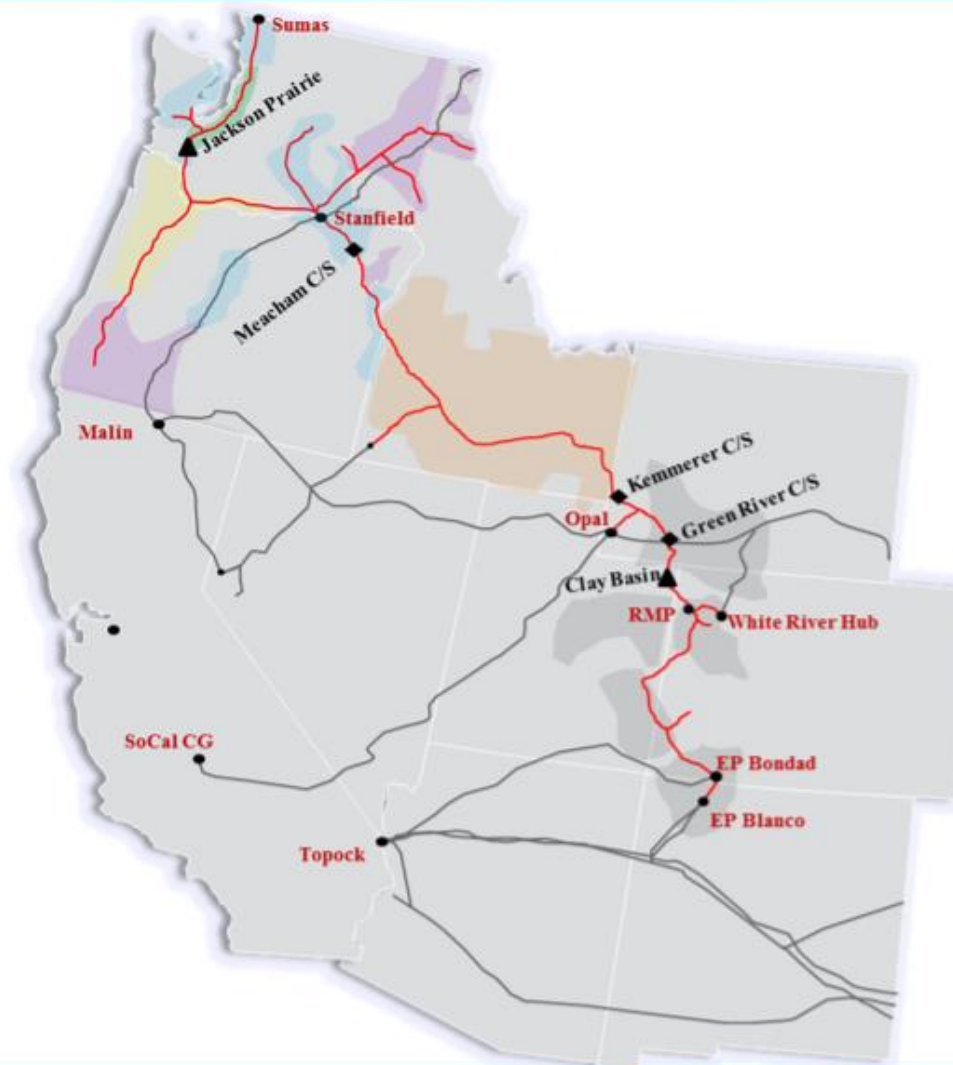 Sumas
Jackson Prairie
Stanfield
Meacham C/S
Malin
Kemmerer C/S
Green River C/S
Opal
Clay Basin
RMP
White River Hub
SoCal CG
EP Bondad
EP Blanco
Topock